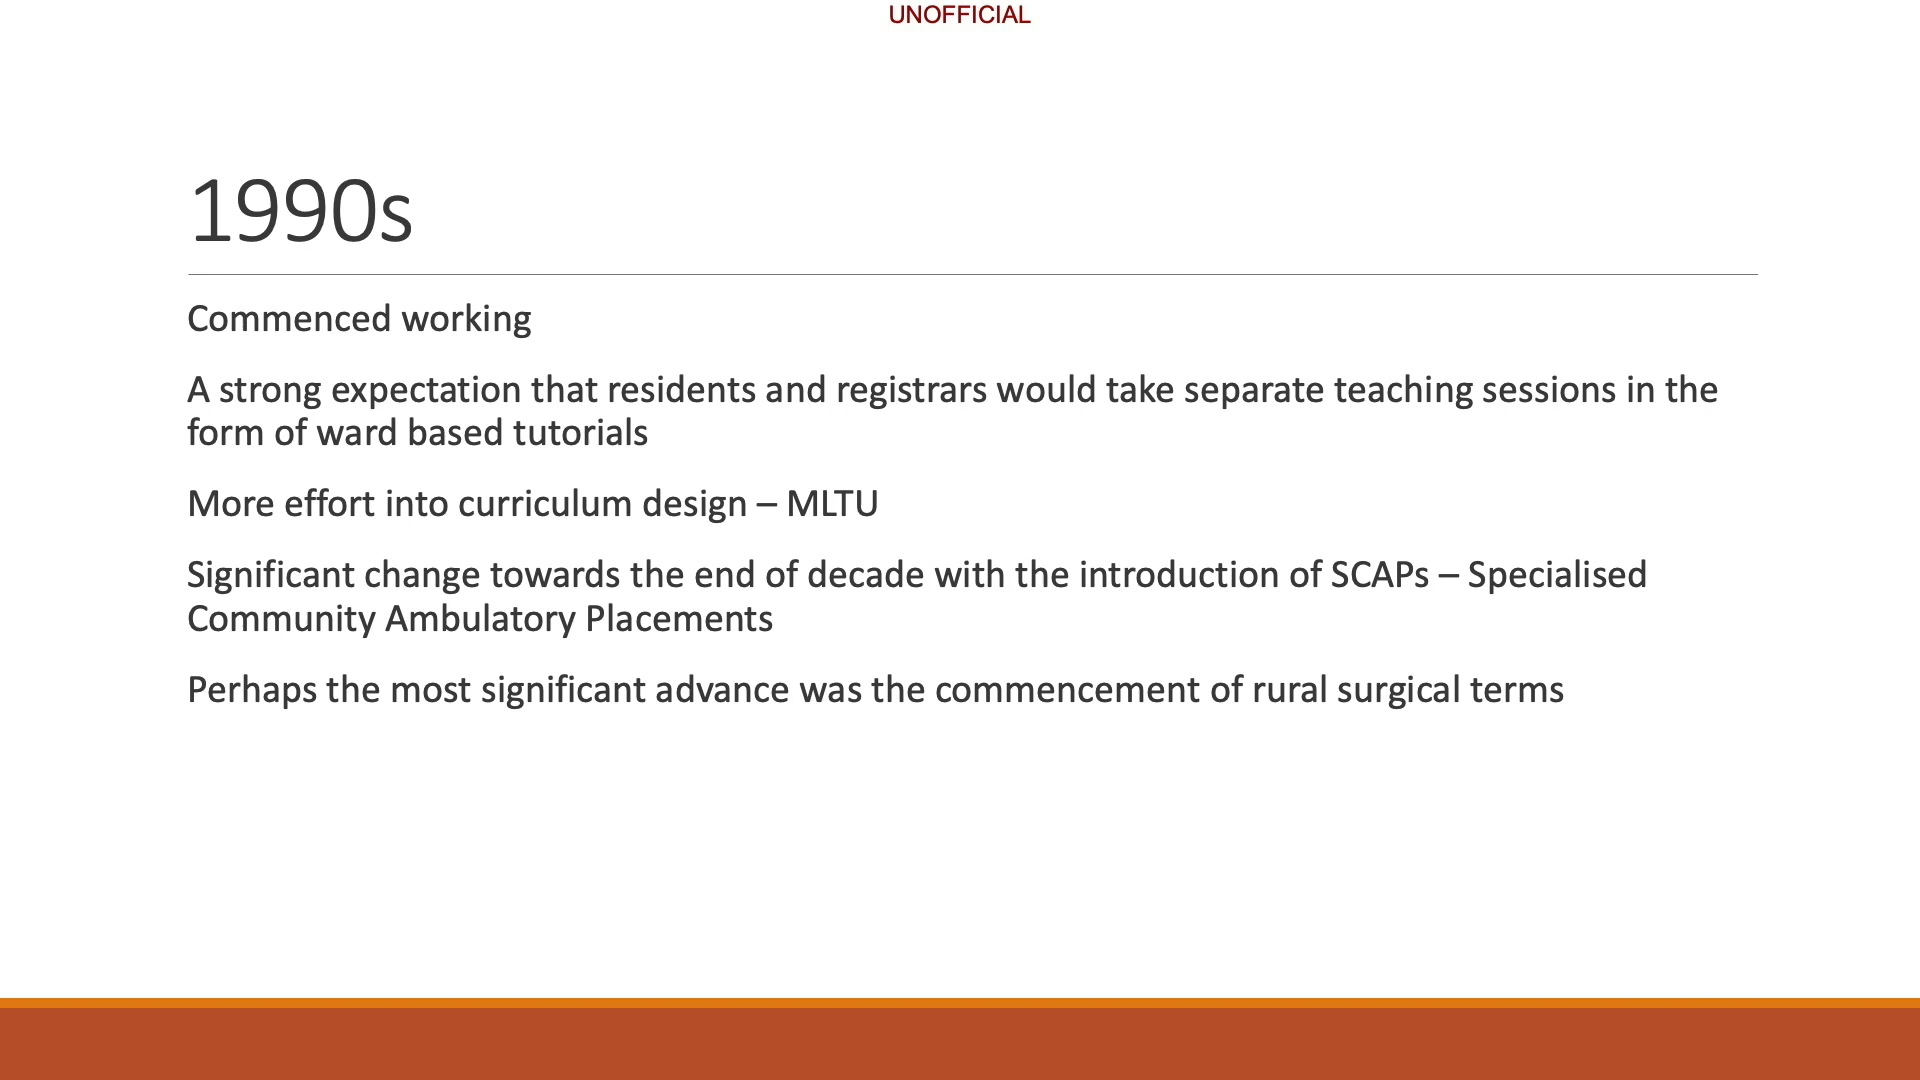 UNOFFICIAL
1990s
Commenced working
A strong expectation that residents and registrars would take separate teaching sessions in the
form of ward based tutorials
More effort into curriculum design – MLTU
Significant change towards the end of decade with the introduction of SCAPs – Specialised
Community Ambulatory Placements
Perhaps the most significant advance was the commencement of rural surgical terms